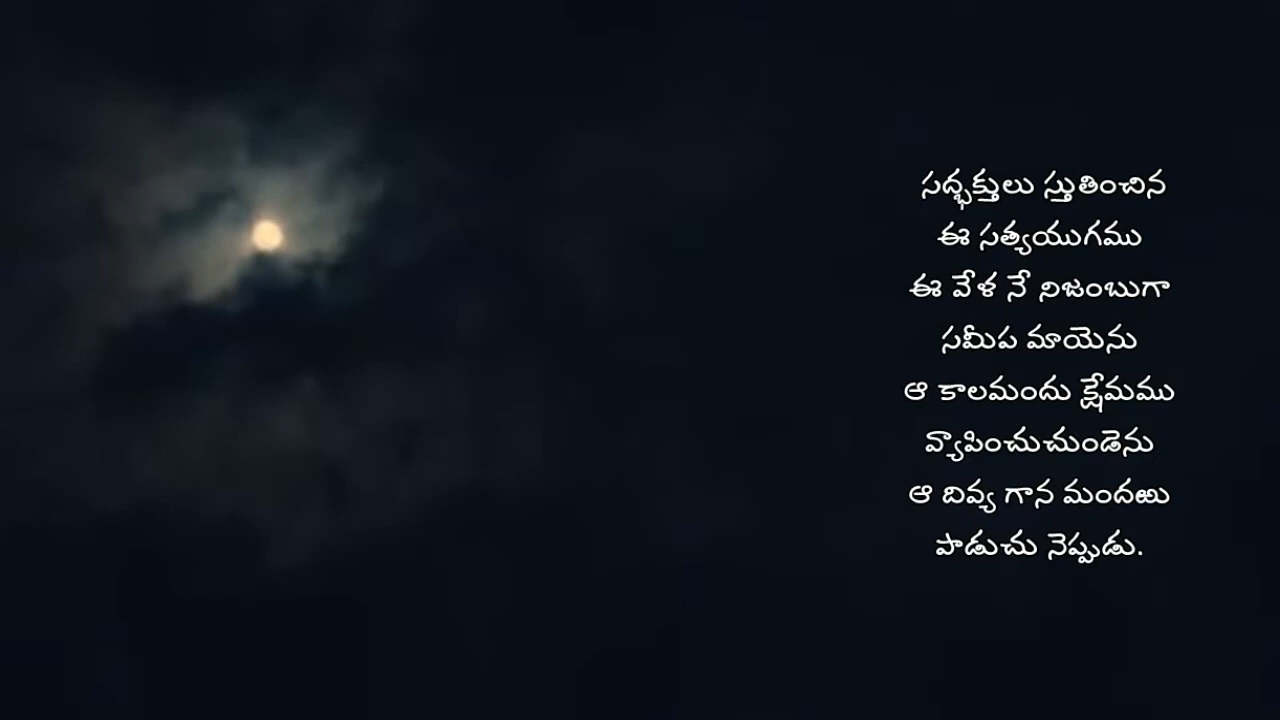 సద్భక్తులు స్తుతించిన
ఈ సత్యయుగము
ఈ వేళ నే నిజంబుగా
సమీప మాయెను
ఆ కాలమందు క్షేమము
వ్యాపించుచుండెను
ఆ దివ్య గాన మందఱు
పాడుచు నెప్పుడు.